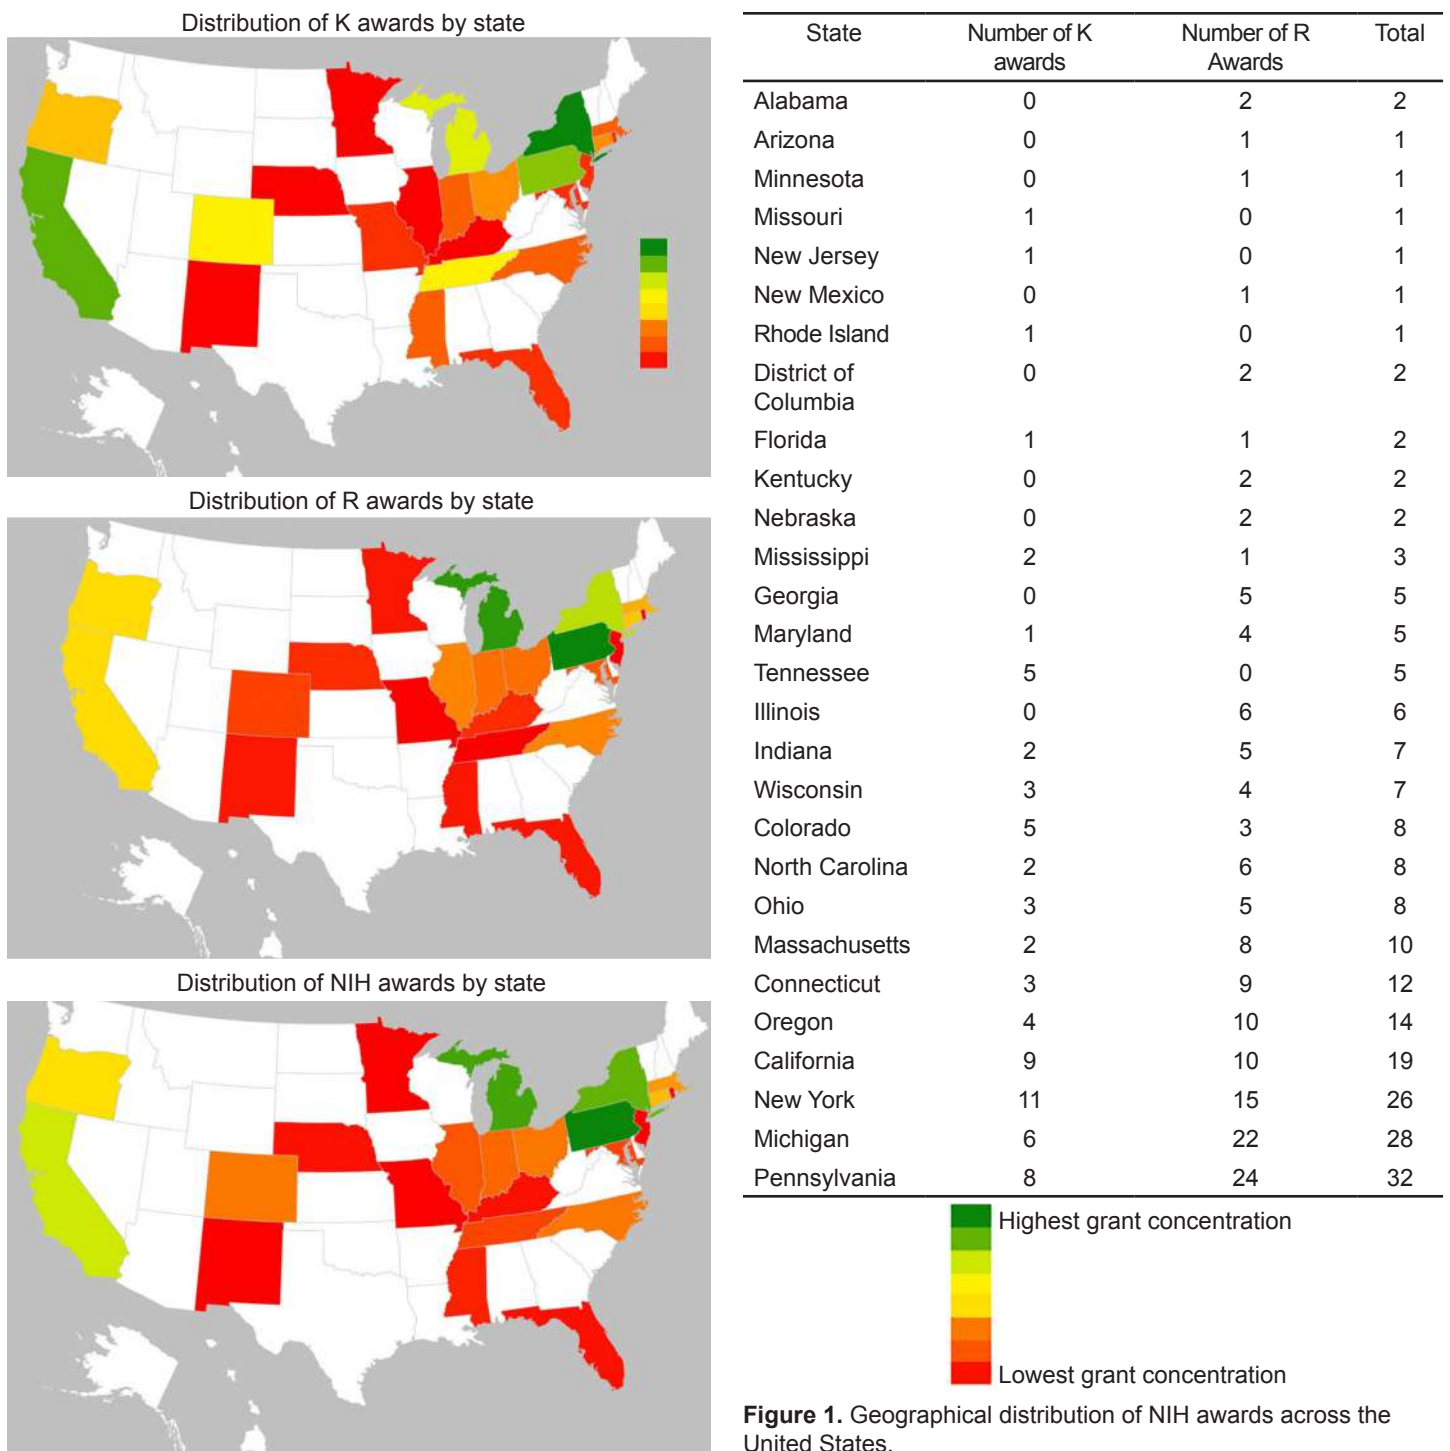 Distribution of K awards by state
Distribution of R awards by state
Distribution of NIH awards by state
State Number of K awards Number of R Awards Total
Alabama 0 2 2
Arizona 0 1 1
Minnesota 0 1 1
Missouri 1 0 1
New Jersey 1 0 1
New Mexico 0 1 1
Rhode Island 1 0 1
District of Columbia 0 2 2
Florida 1 1 2
Kentucky 0 2 2
Nebraska 0 2 2
Mississippi 2 1 3
Georgia 0 5 5
Maryland 1 4 5
Tennessee 5 0 5
Illinois 0 6 6
Indiana 2 5 7
Wisconsin 3 4 7
Colorado 5 3 8
North Carolina 2 6 8
Ohio 3 5 8
Massachusetts 2 8 10
Connecticut 3 9 12
Oregon 4 10 14
California 9 10 19
New York 11 15 26
Michigan 6 22 28
Pennsylvania 8 24 32
Highest grant concentration
Lowest grant concentration
Figure 1. Geographical distribution of NIH awards across the
United States.